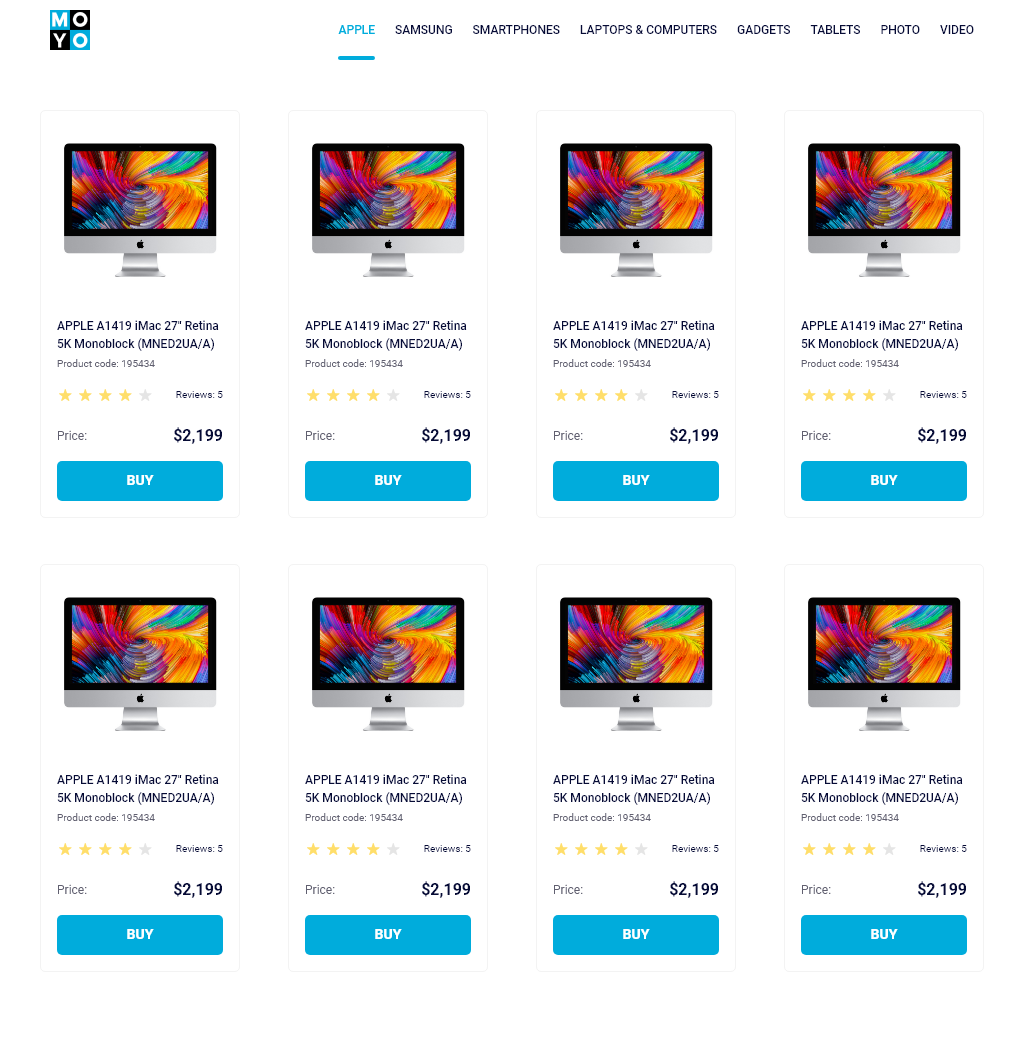 MO
YO
APPLE SAMSUNG SMARTPHONES LAPTOPS & COMPUTERS GADGETS TABLETS PHOTO VIDEO
APPLE A1419 iMac 27" Retina
5K Monoblock (MNED2UA/A)
Product code: 195434
Reviews: 5
Price: $2,199
BUY
APPLE A1419 iMac 27" Retina
5K Monoblock (MNED2UA/A)
Product code: 195434
Reviews: 5
Price: $2,199
BUY
APPLE A1419 iMac 27" Retina
5K Monoblock (MNED2UA/A)
Product code: 195434
Reviews: 5
Price: $2,199
BUY
APPLE A1419 iMac 27" Retina
5K Monoblock (MNED2UA/A)
Product code: 195434
Reviews: 5
Price: $2,199
BUY
APPLE A1419 iMac 27" Retina
5K Monoblock (MNED2UA/A)
Product code: 195434
Reviews: 5
Price: $2,199
BUY
APPLE A1419 iMac 27" Retina
5K Monoblock (MNED2UA/A)
Product code: 195434
Reviews: 5
Price: $2,199
BUY
APPLE A1419 iMac 27" Retina
5K Monoblock (MNED2UA/A)
Product code: 195434
Reviews: 5
Price: $2,199
BUY
APPLE A1419 iMac 27" Retina
5K Monoblock (MNED2UA/A)
Product code: 195434
Reviews: 5
Price: $2,199
BUY